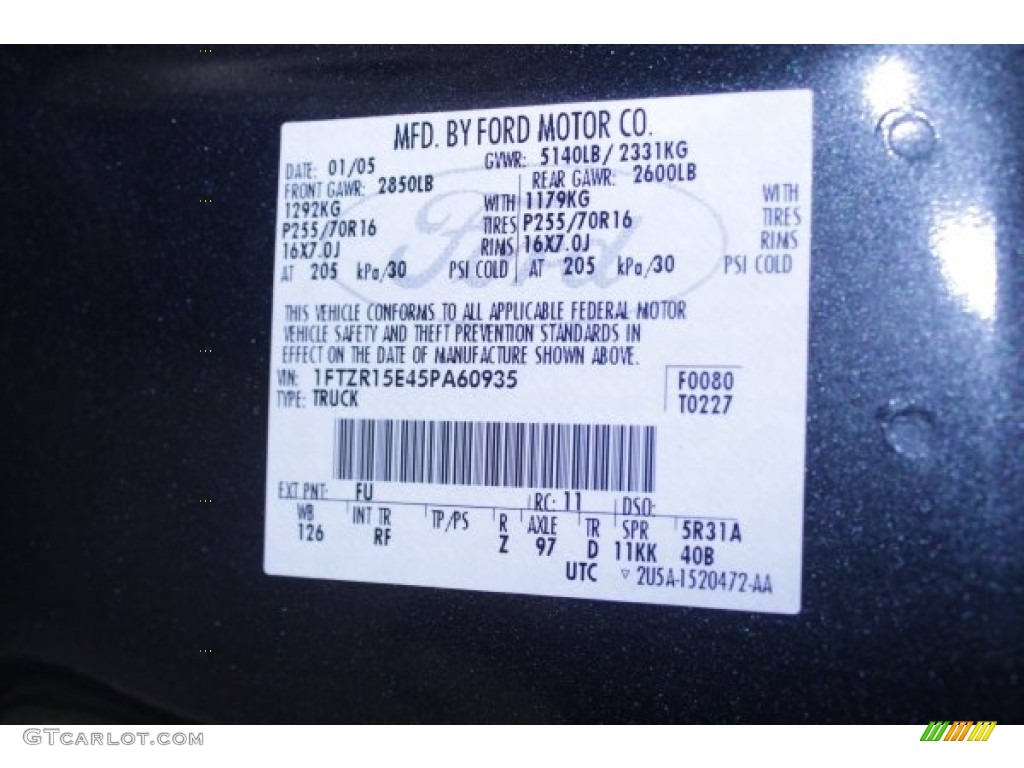 MFD. BY FORD MOTOR CO.
DATE: 01/05 GVWR: 5140LB/ 2331KG
FRONT GAWR: 2850LB REAR GAWR: 2600LB
1292KG WITH 1179KG WITH
P255/70R16 TIRES P255/70R16 TIRES
16X7.0J RIMS 16X7.0J RIMS
AT 205 kPa/30 PSI COLD AT 205 kPa/30 PSI COLD
Ford
THIS VEHICLE CONFORMS TO ALL APPLICABLE FEDERAL MOTOR
VEHICLE SAFETY AND THEFT PREVENTION STANDARDS IN
EFFECT ON THE DATE OF MANUFACTURE SHOWN ABOVE.
VIN: 1FTZR15E45PA60935 F0080
TYPE: TRUCK T0227
EXT PNT: FU RC: 11 DSO:
WB INT TR TP/PS R AXLE TR SPR 5R31A
126 RF Z 97 D 11KK 40B
UTC ▽ 2U5A-1520472-AA
GTCarLot.com